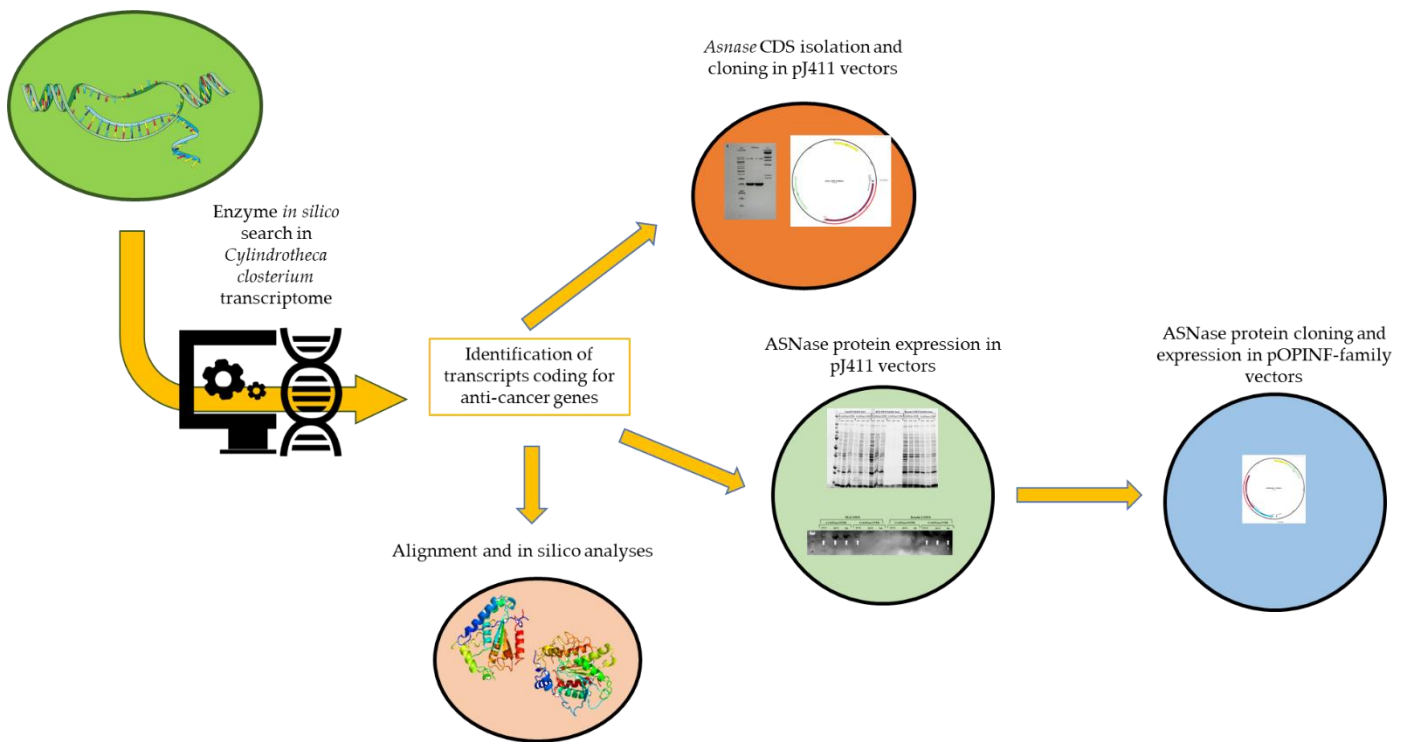 Asnase CDS isolation and
cloning in pJ411 vectors
Enzyme in silico
search in
Cylindrotheca
closterium
transcriptome
Identification of
transcripts coding for
anti-cancer genes
ASNase protein expression in
pJ411 vectors
ASNase protein cloning and
expression in pOPINF-family
vectors
Alignment and in silico analyses